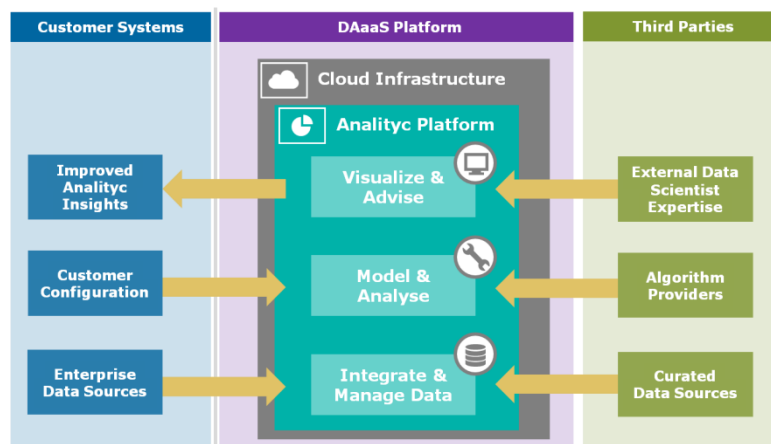 Customer Systems
DAaaS Platform
Third Parties
Cloud Infrastructure
Analityc Platform
Improved
Analityc
Insights
Visualize &
Advise
External Data
Scientist
Expertise
Customer
Configuration
Model &
Analyse
Algorithm
Providers
Enterprise
Data Sources
Integrate &
Manage Data
Curated
Data Sources